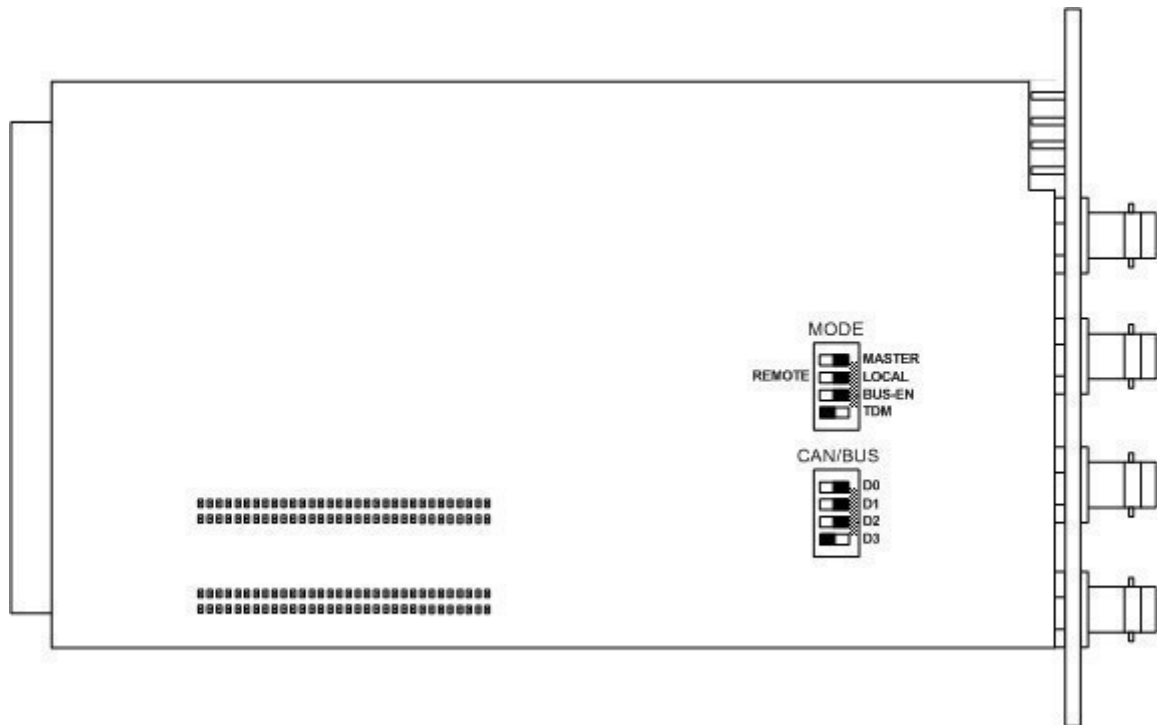 MODE
MASTER
REMOTE LOCAL
BUS-EN
TDM
CAN/BUS
D0
D1
D2
D3